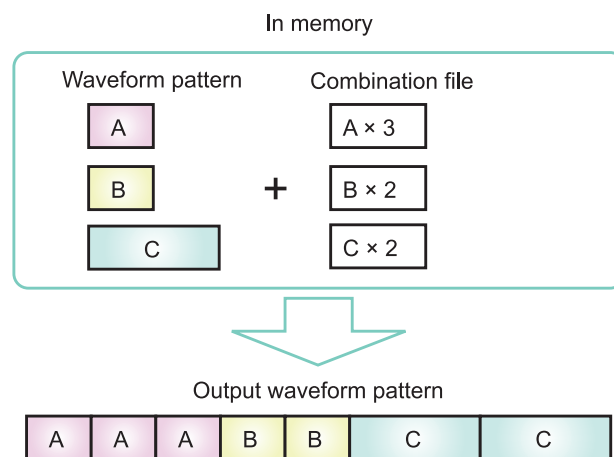 In memory
Waveform pattern
Combination file
A
A × 3
B
+
B × 2
C
C × 2
Output waveform pattern
A A A B B C C